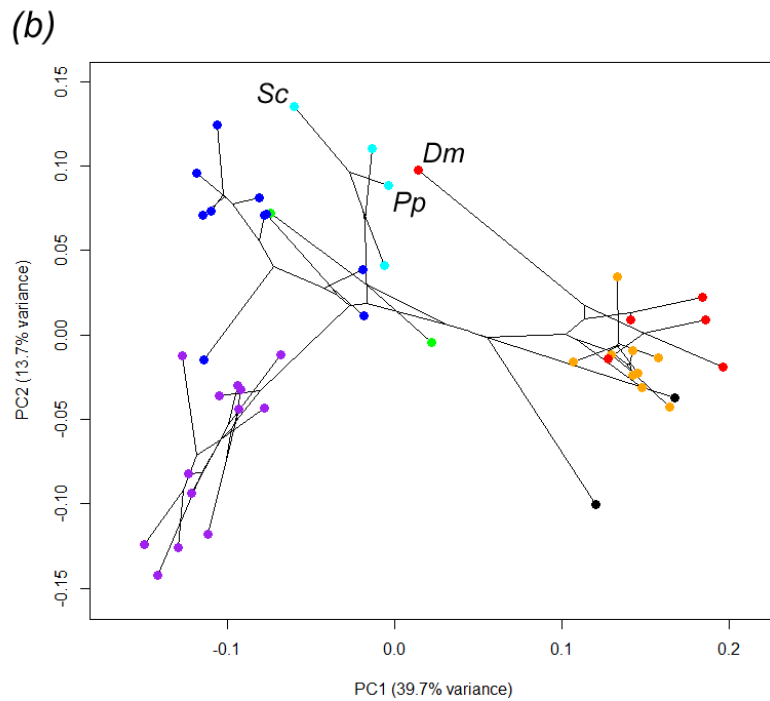 (b)
0.15
0.10
0.05
0.00
-0.05
-0.10
-0.15
PC2 (13.7% variance)
Sc
Dm
Pp
-0.1
0.0
0.1
0.2
PC1 (39.7% variance)